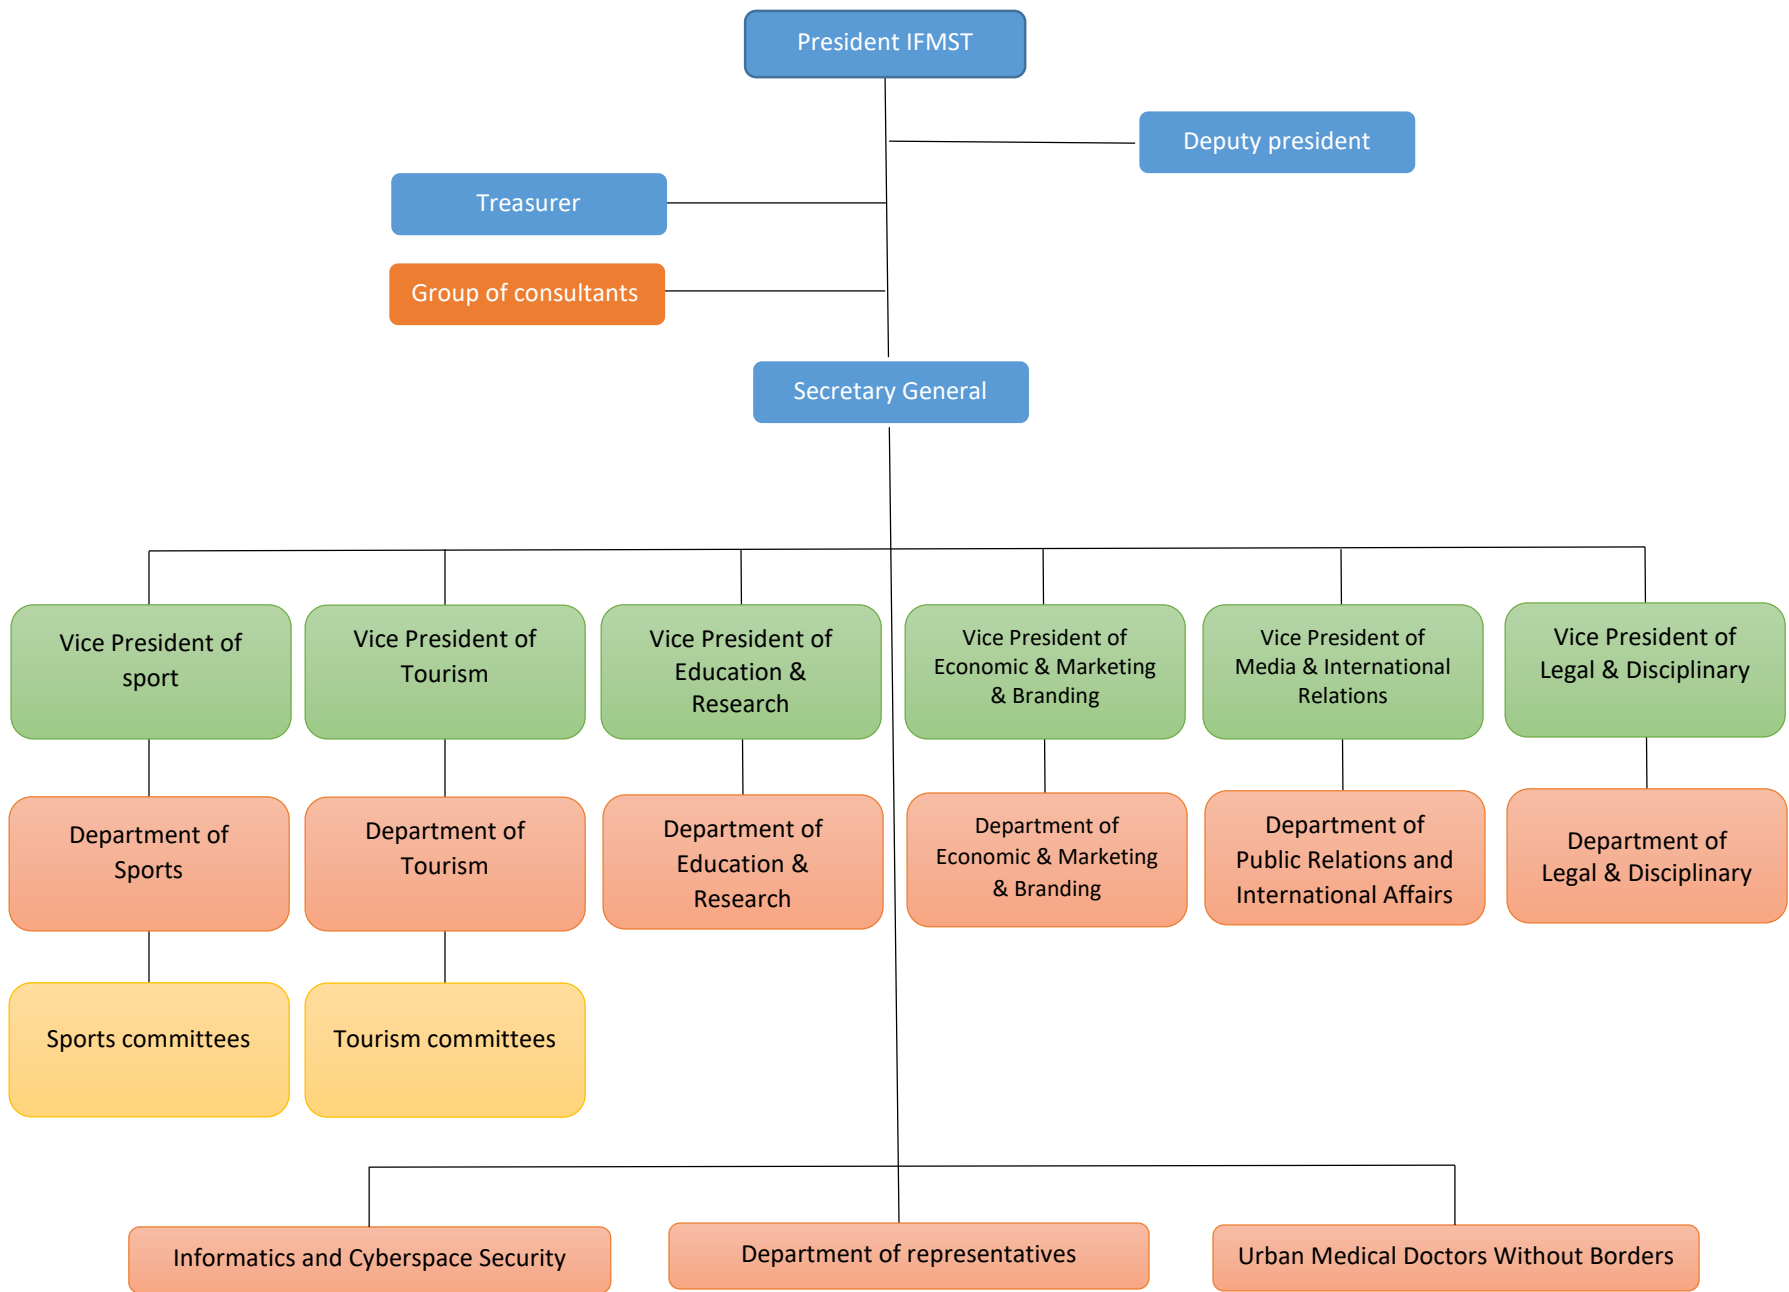 President IFMST
Deputy president
Treasurer
Group of consultants
Secretary General
Vice President of
sport
Vice President of
Tourism
Vice President of
Education &
Research
Vice President of
Economic & Marketing
& Branding
Vice President of
Media & International
Relations
Vice President of
Legal & Disciplinary
Department of
Sports
Department of
Tourism
Department of
Education &
Research
Department of
Economic & Marketing
& Branding
Department of
Public Relations and
International Affairs
Department of
Legal & Disciplinary
Sports committees
Tourism committees
Informatics and Cyberspace Security
Department of representatives
Urban Medical Doctors Without Borders